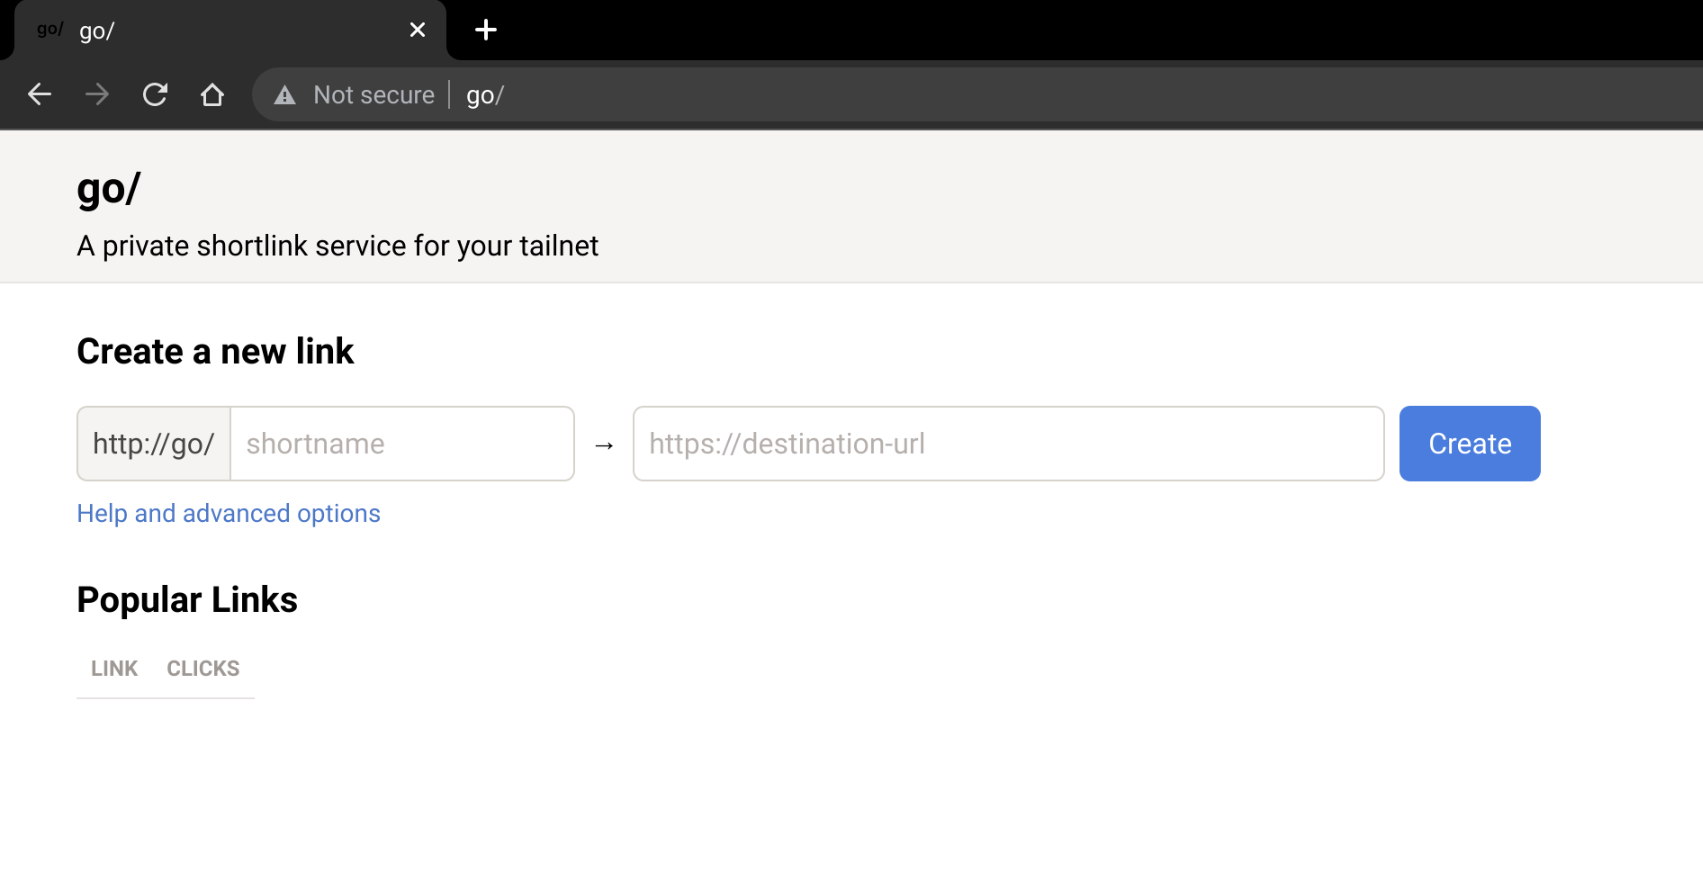 go/ go/
Not secure go/
go/
A private shortlink service for your tailnet
Create a new link
http://go/ shortname → https://destination-url Create
Help and advanced options
Popular Links
LINK CLICKS